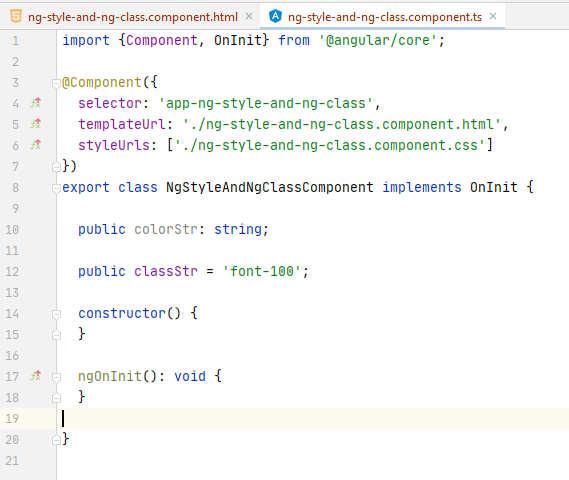 ng-style-and-ng-class.component.html × ng-style-and-ng-class.component.ts ×
1 import {Component, OnInit} from '@angular/core';
2
3 @Component({
4   selector: 'app-ng-style-and-ng-class',
5   templateUrl: './ng-style-and-ng-class.component.html',
6   styleUrls: ['./ng-style-and-ng-class.component.css']
7 })
8 export class NgStyleAndNgClassComponent implements OnInit {
9
10   public colorStr: string;
11
12   public classStr = 'font-100';
13
14   constructor() {
15   }
16
17   ngOnInit(): void {
18   }
19
20 }
21